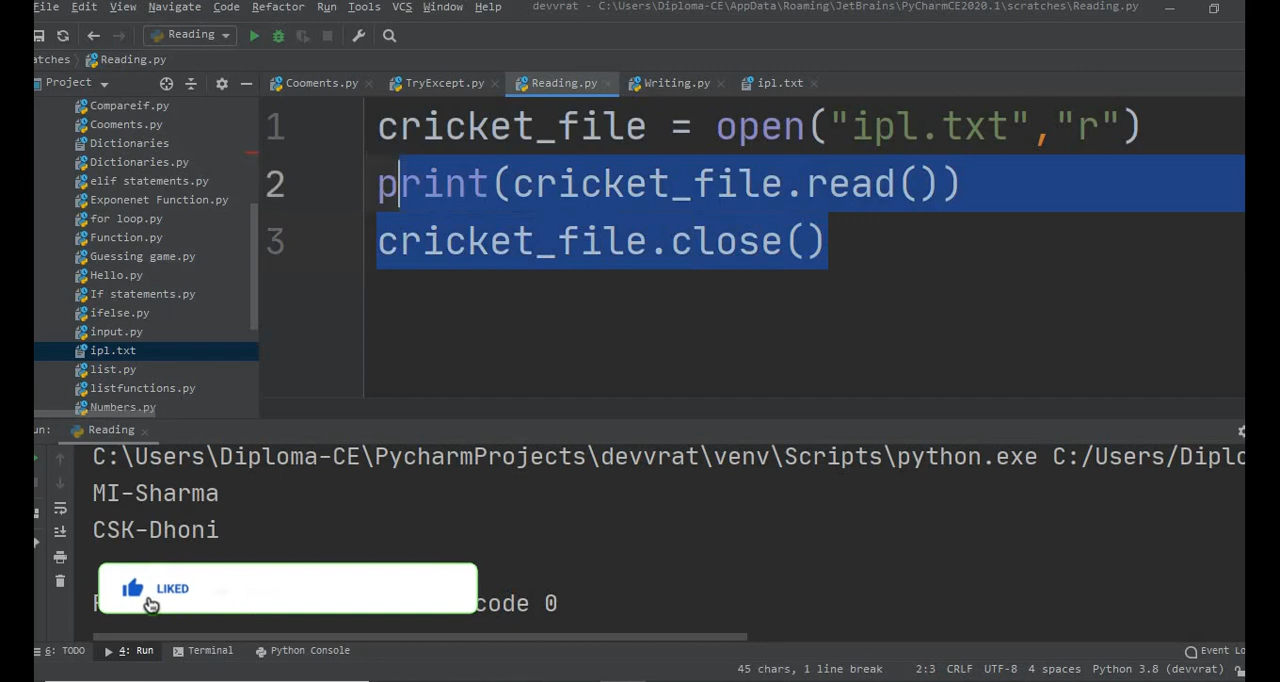 File Edit View Navigate Code Refactor Run Tools VCS Window Help devvrat - C:\Users\Diploma-CE\AppData\Roaming\JetBrains\PyCharmCE2020.1\scratches\Reading.py
Reading
atches Reading.py
Project
Cooments.py TryExcept.py Reading.py Writing.py ipl.txt
Compareif.py
Cooments.py
Dictionaries
Dictionaries.py
elif statements.py
Exponenet Function.py
for loop.py
Function.py
Guessing game.py
Hello.py
If statements.py
ifelse.py
input.py
ipl.txt
list.py
listfunctions.py
Numbers.py
1 cricket_file = open("ipl.txt","r")
2 print(cricket_file.read())
3 cricket_file.close()
un: Reading
C:\Users\Diploma-CE\PycharmProjects\devvrat\venv\Scripts\python.exe C:/Users/Diplo
MI-Sharma
CSK-Dhoni
LIKED
code 0
6: TODO 4: Run Terminal Python Console Event Lo
45 chars, 1 line break 2:3 CRLF UTF-8 4 spaces Python 3.8 (devvrat)